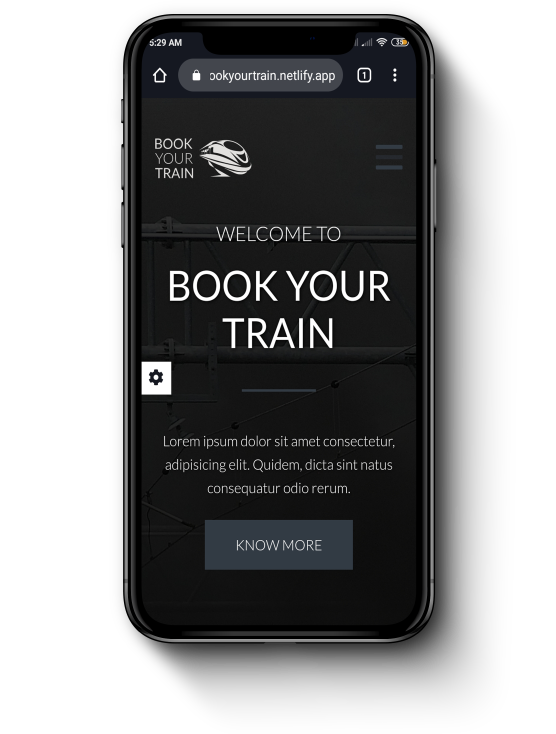 5:29 AM
35
ookyourtrain.netlify.app
1
BOOK
YOUR
TRAIN
WELCOME TO
BOOK YOUR
TRAIN
Lorem ipsum dolor sit amet consectetur,
adipisicing elit. Quidem, dicta sint natus
consequatur odio rerum.
KNOW MORE